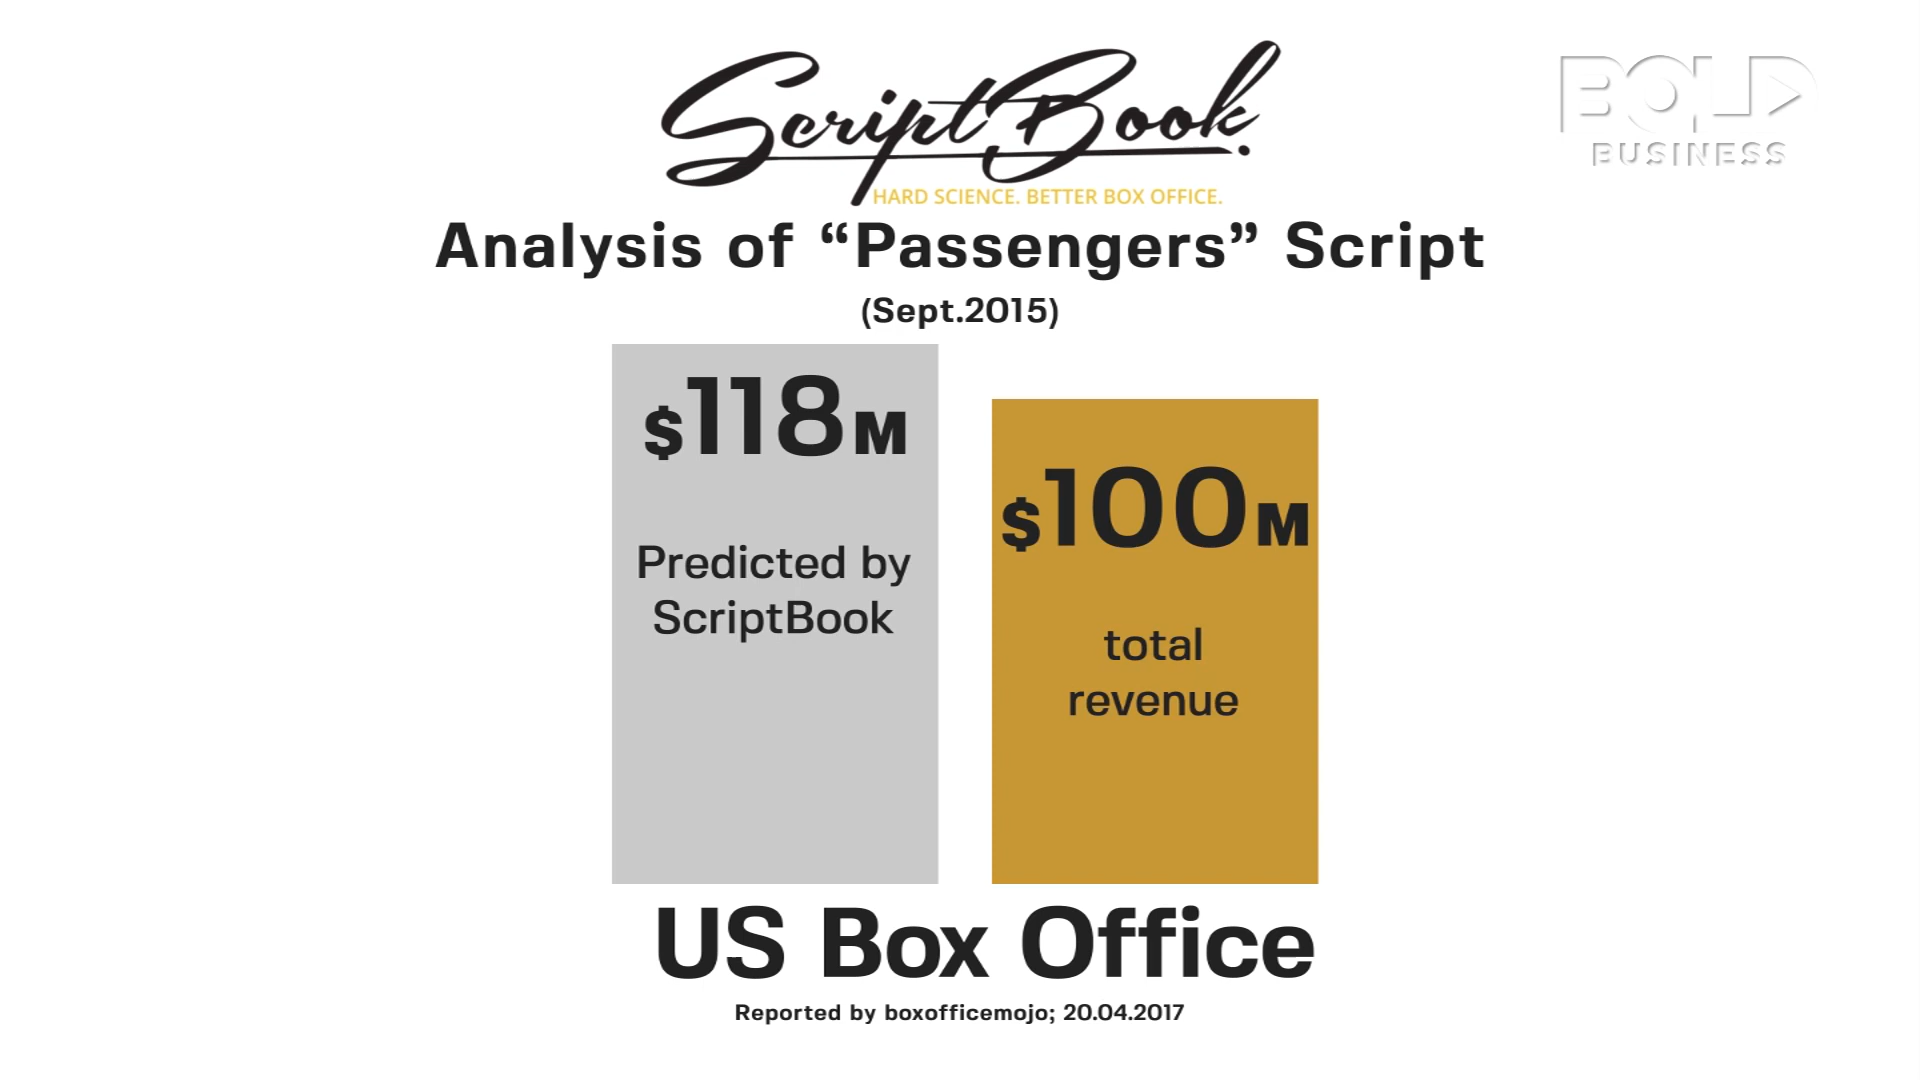 ScriptBook.
HARD SCIENCE. BETTER BOX OFFICE.
BOLD
BUSINESS
Analysis of “Passengers” Script
(Sept.2015)
$118M
Predicted by
ScriptBook
$100M
total
revenue
US Box Office
Reported by boxofficemojo; 20.04.2017